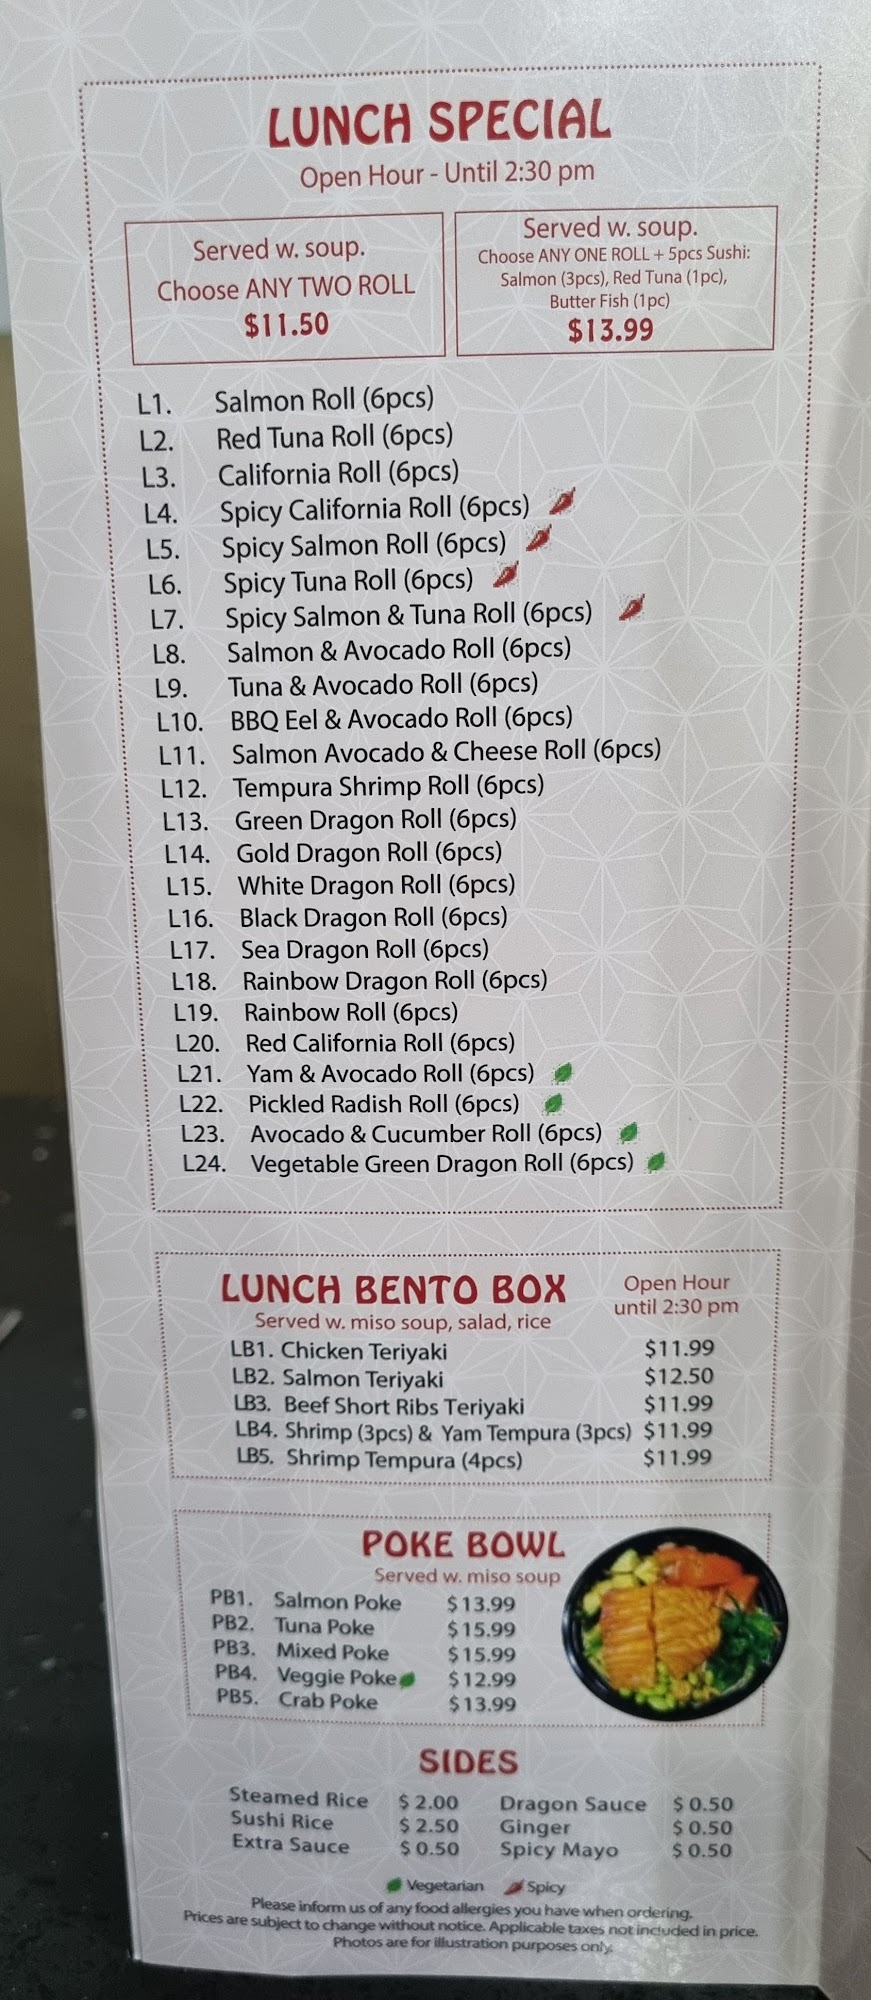 LUNCH SPECIAL
Open Hour - Until 2:30 pm
Served w. soup.
Choose ANY TWO ROLL
$11.50
Served w. soup.
Choose ANY ONE ROLL + 5pcs Sushi:
Salmon (3pcs), Red Tuna (1pc),
Butter Fish (1pc)
$13.99
L1. Salmon Roll (6pcs)
L2. Red Tuna Roll (6pcs)
L3. California Roll (6pcs)
L4. Spicy California Roll (6pcs)
L5. Spicy Salmon Roll (6pcs)
L6. Spicy Tuna Roll (6pcs)
L7. Spicy Salmon & Tuna Roll (6pcs)
L8. Salmon & Avocado Roll (6pcs)
L9. Tuna & Avocado Roll (6pcs)
L10. BBQ Eel & Avocado Roll (6pcs)
L11. Salmon Avocado & Cheese Roll (6pcs)
L12. Tempura Shrimp Roll (6pcs)
L13. Green Dragon Roll (6pcs)
L14. Gold Dragon Roll (6pcs)
L15. White Dragon Roll (6pcs)
L16. Black Dragon Roll (6pcs)
L17. Sea Dragon Roll (6pcs)
L18. Rainbow Dragon Roll (6pcs)
L19. Rainbow Roll (6pcs)
L20. Red California Roll (6pcs)
L21. Yam & Avocado Roll (6pcs)
L22. Pickled Radish Roll (6pcs)
L23. Avocado & Cucumber Roll (6pcs)
L24. Vegetable Green Dragon Roll (6pcs)
LUNCH BENTO BOX
Open Hour
until 2:30 pm
Served w. miso soup, salad, rice
LB1. Chicken Teriyaki $11.99
LB2. Salmon Teriyaki $12.50
LB3. Beef Short Ribs Teriyaki $11.99
LB4. Shrimp (3pcs) & Yam Tempura (3pcs) $11.99
LB5. Shrimp Tempura (4pcs) $11.99
POKE BOWL
Served w. miso soup
PB1. Salmon Poke $13.99
PB2. Tuna Poke $15.99
PB3. Mixed Poke $15.99
PB4. Veggie Poke $12.99
PB5. Crab Poke $13.99
SIDES
Steamed Rice $2.00 Dragon Sauce $0.50
Sushi Rice $2.50 Ginger $0.50
Extra Sauce $0.50 Spicy Mayo $0.50
Vegetarian Spicy
Please inform us of any food allergies you have when ordering.
Prices are subject to change without notice. Applicable taxes not included in price.
Photos are for illustration purposes only.